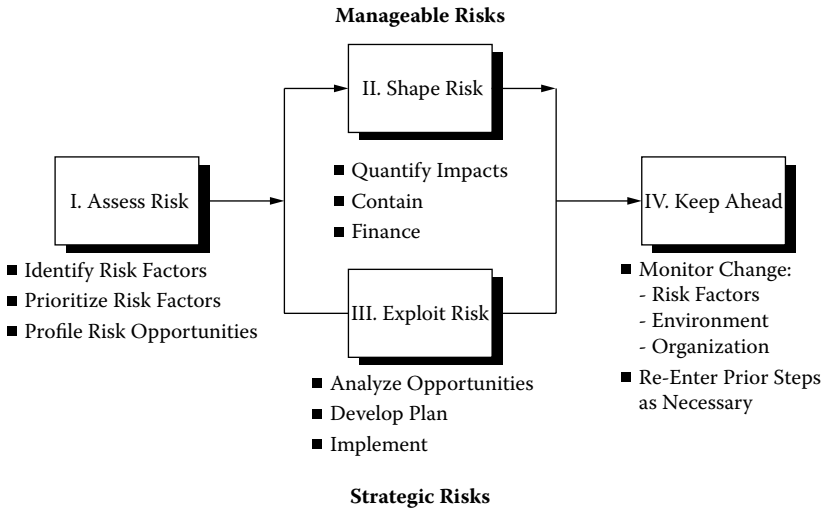 Manageable Risks
II. Shape Risk
■ Quantify Impacts
■ Contain
■ Finance
I. Assess Risk
■ Identify Risk Factors
■ Prioritize Risk Factors
■ Profile Risk Opportunities
III. Exploit Risk
■ Analyze Opportunities
■ Develop Plan
■ Implement
IV. Keep Ahead
■ Monitor Change:
- Risk Factors
- Environment
- Organization
■ Re-Enter Prior Steps
as Necessary
Strategic Risks